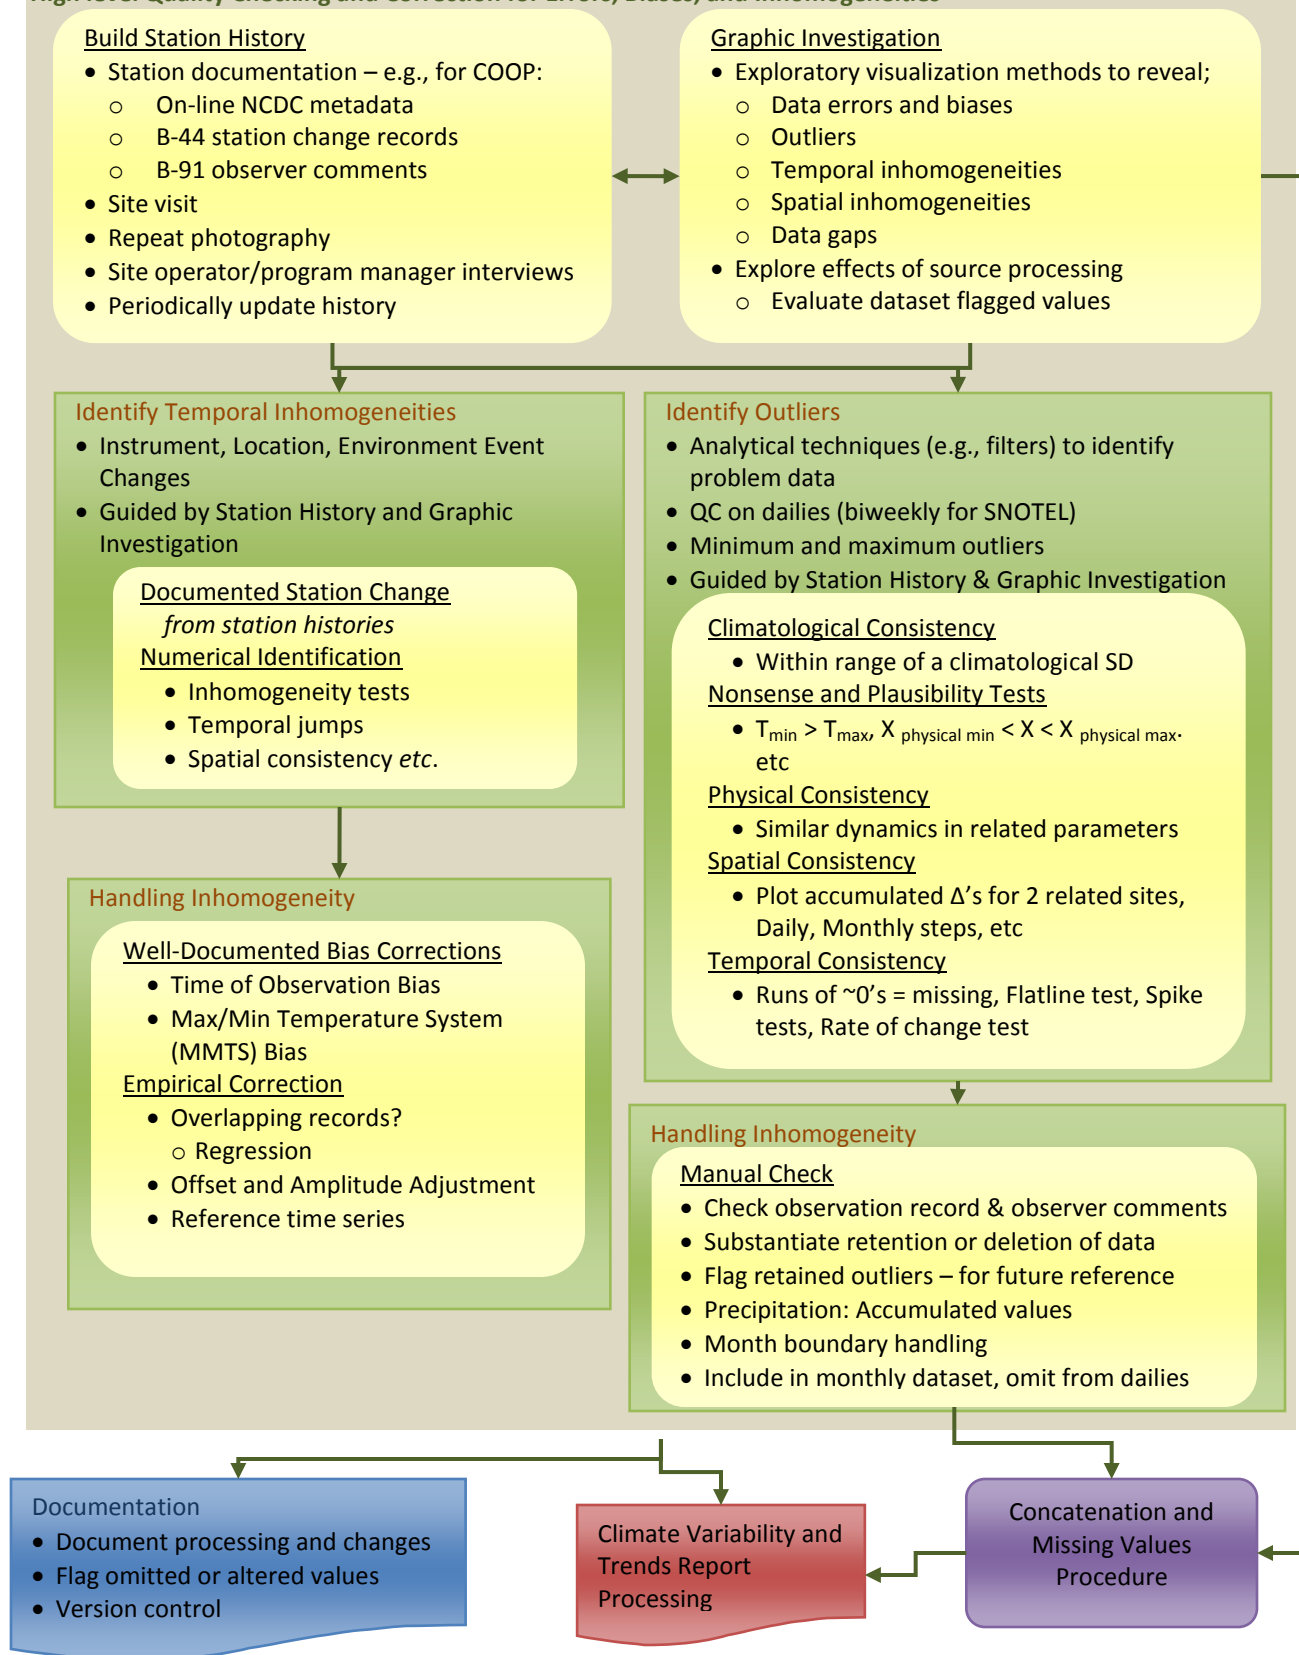 High-level Quality Checking and Correction for Errors, Biases, and Inhomogeneities
Build Station History
• Station documentation – e.g., for COOP:
o On-line NCDC metadata
o B-44 station change records
o B-91 observer comments
• Site visit
• Repeat photography
• Site operator/program manager interviews
• Periodically update history
Graphic Investigation
• Exploratory visualization methods to reveal;
o Data errors and biases
o Outliers
o Temporal inhomogeneities
o Spatial inhomogeneities
o Data gaps
• Explore effects of source processing
o Evaluate dataset flagged values
Identify Temporal Inhomogeneities
• Instrument, Location, Environment Event
Changes
• Guided by Station History and Graphic
Investigation
Documented Station Change
from station histories
Numerical Identification
• Inhomogeneity tests
• Temporal jumps
• Spatial consistency etc.
Identify Outliers
• Analytical techniques (e.g., filters) to identify
problem data
• QC on dailies (biweekly for SNOTEL)
• Minimum and maximum outliers
• Guided by Station History & Graphic Investigation
Climatological Consistency
• Within range of a climatological SD
Nonsense and Plausibility Tests
• Tmin > Tmax, X physical min < X < X physical max.
etc
Physical Consistency
• Similar dynamics in related parameters
Spatial Consistency
• Plot accumulated Δ's for 2 related sites,
Daily, Monthly steps, etc
Temporal Consistency
• Runs of ~0's = missing, Flatline test, Spike
tests, Rate of change test
Handling Inhomogeneity
Well-Documented Bias Corrections
• Time of Observation Bias
• Max/Min Temperature System
(MMTS) Bias
Empirical Correction
• Overlapping records?
o Regression
• Offset and Amplitude Adjustment
• Reference time series
Handling Inhomogeneity
Manual Check
• Check observation record & observer comments
• Substantiate retention or deletion of data
• Flag retained outliers – for future reference
• Precipitation: Accumulated values
• Month boundary handling
• Include in monthly dataset, omit from dailies
Documentation
• Document processing and changes
• Flag omitted or altered values
• Version control
Climate Variability and
Trends Report
Processing
Concatenation and
Missing Values
Procedure